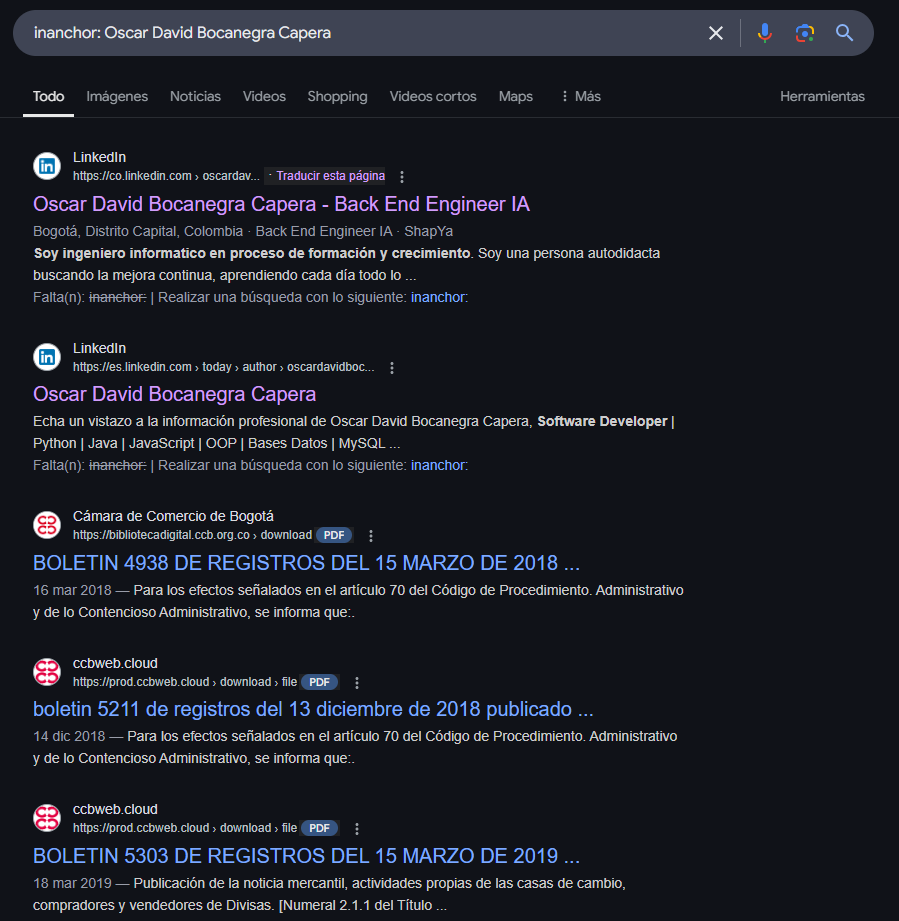 inanchor: Oscar David Bocanegra Capera
Todo Imágenes Noticias Videos Shopping Videos cortos Maps Más Herramientas
LinkedIn
https://co.linkedin.com › oscardav... · Traducir esta página
Oscar David Bocanegra Capera - Back End Engineer IA
Bogotá, Distrito Capital, Colombia · Back End Engineer IA · ShapYa
Soy ingeniero informatico en proceso de formación y crecimiento. Soy una persona autodidacta
buscando la mejora continua, aprendiendo cada día todo lo ...
Falta(n): inanchor: | Realizar una búsqueda con lo siguiente: inanchor:
LinkedIn
https://es.linkedin.com › today › author › oscardavidboc...
Oscar David Bocanegra Capera
Echa un vistazo a la información profesional de Oscar David Bocanegra Capera, Software Developer |
Python | Java | JavaScript | OOP | Bases Datos | MySQL ...
Falta(n): inanchor: | Realizar una búsqueda con lo siguiente: inanchor:
Cámara de Comercio de Bogotá
https://bibliotecadigital.ccb.org.co › download PDF
BOLETIN 4938 DE REGISTROS DEL 15 MARZO DE 2018 ...
16 mar 2018 — Para los efectos señalados en el artículo 70 del Código de Procedimiento. Administrativo
y de lo Contencioso Administrativo, se informa que:.
ccbweb.cloud
https://prod.ccbweb.cloud › download › file PDF
boletin 5211 de registros del 13 diciembre de 2018 publicado ...
14 dic 2018 — Para los efectos señalados en el artículo 70 del Código de Procedimiento. Administrativo
y de lo Contencioso Administrativo, se informa que:.
ccbweb.cloud
https://prod.ccbweb.cloud › download › file PDF
BOLETIN 5303 DE REGISTROS DEL 15 MARZO DE 2019 ...
18 mar 2019 — Publicación de la noticia mercantil, actividades propias de las casas de cambio,
compradores y vendedores de Divisas. [Numeral 2.1.1 del Título ...